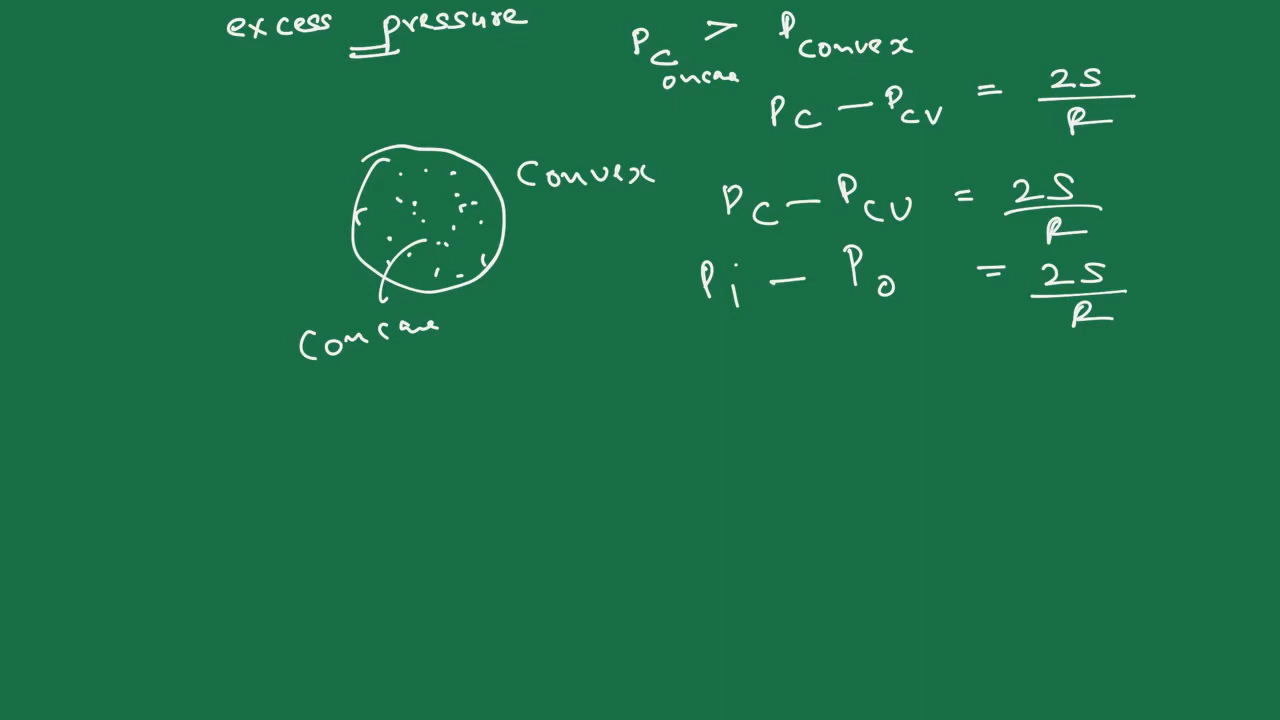 excess pressure
P_Concave > P_convex
P_C - P_CV = 2S/R
Convex
P_C - P_CV = 2S/R
P_i - P_o = 2S/R
Concave